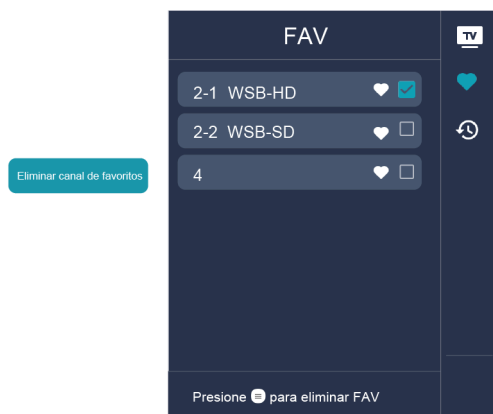 FAV
TV
2-1 WSB-HD
2-2 WSB-SD
Eliminar canal de favoritos
4
Presione para eliminar FAV